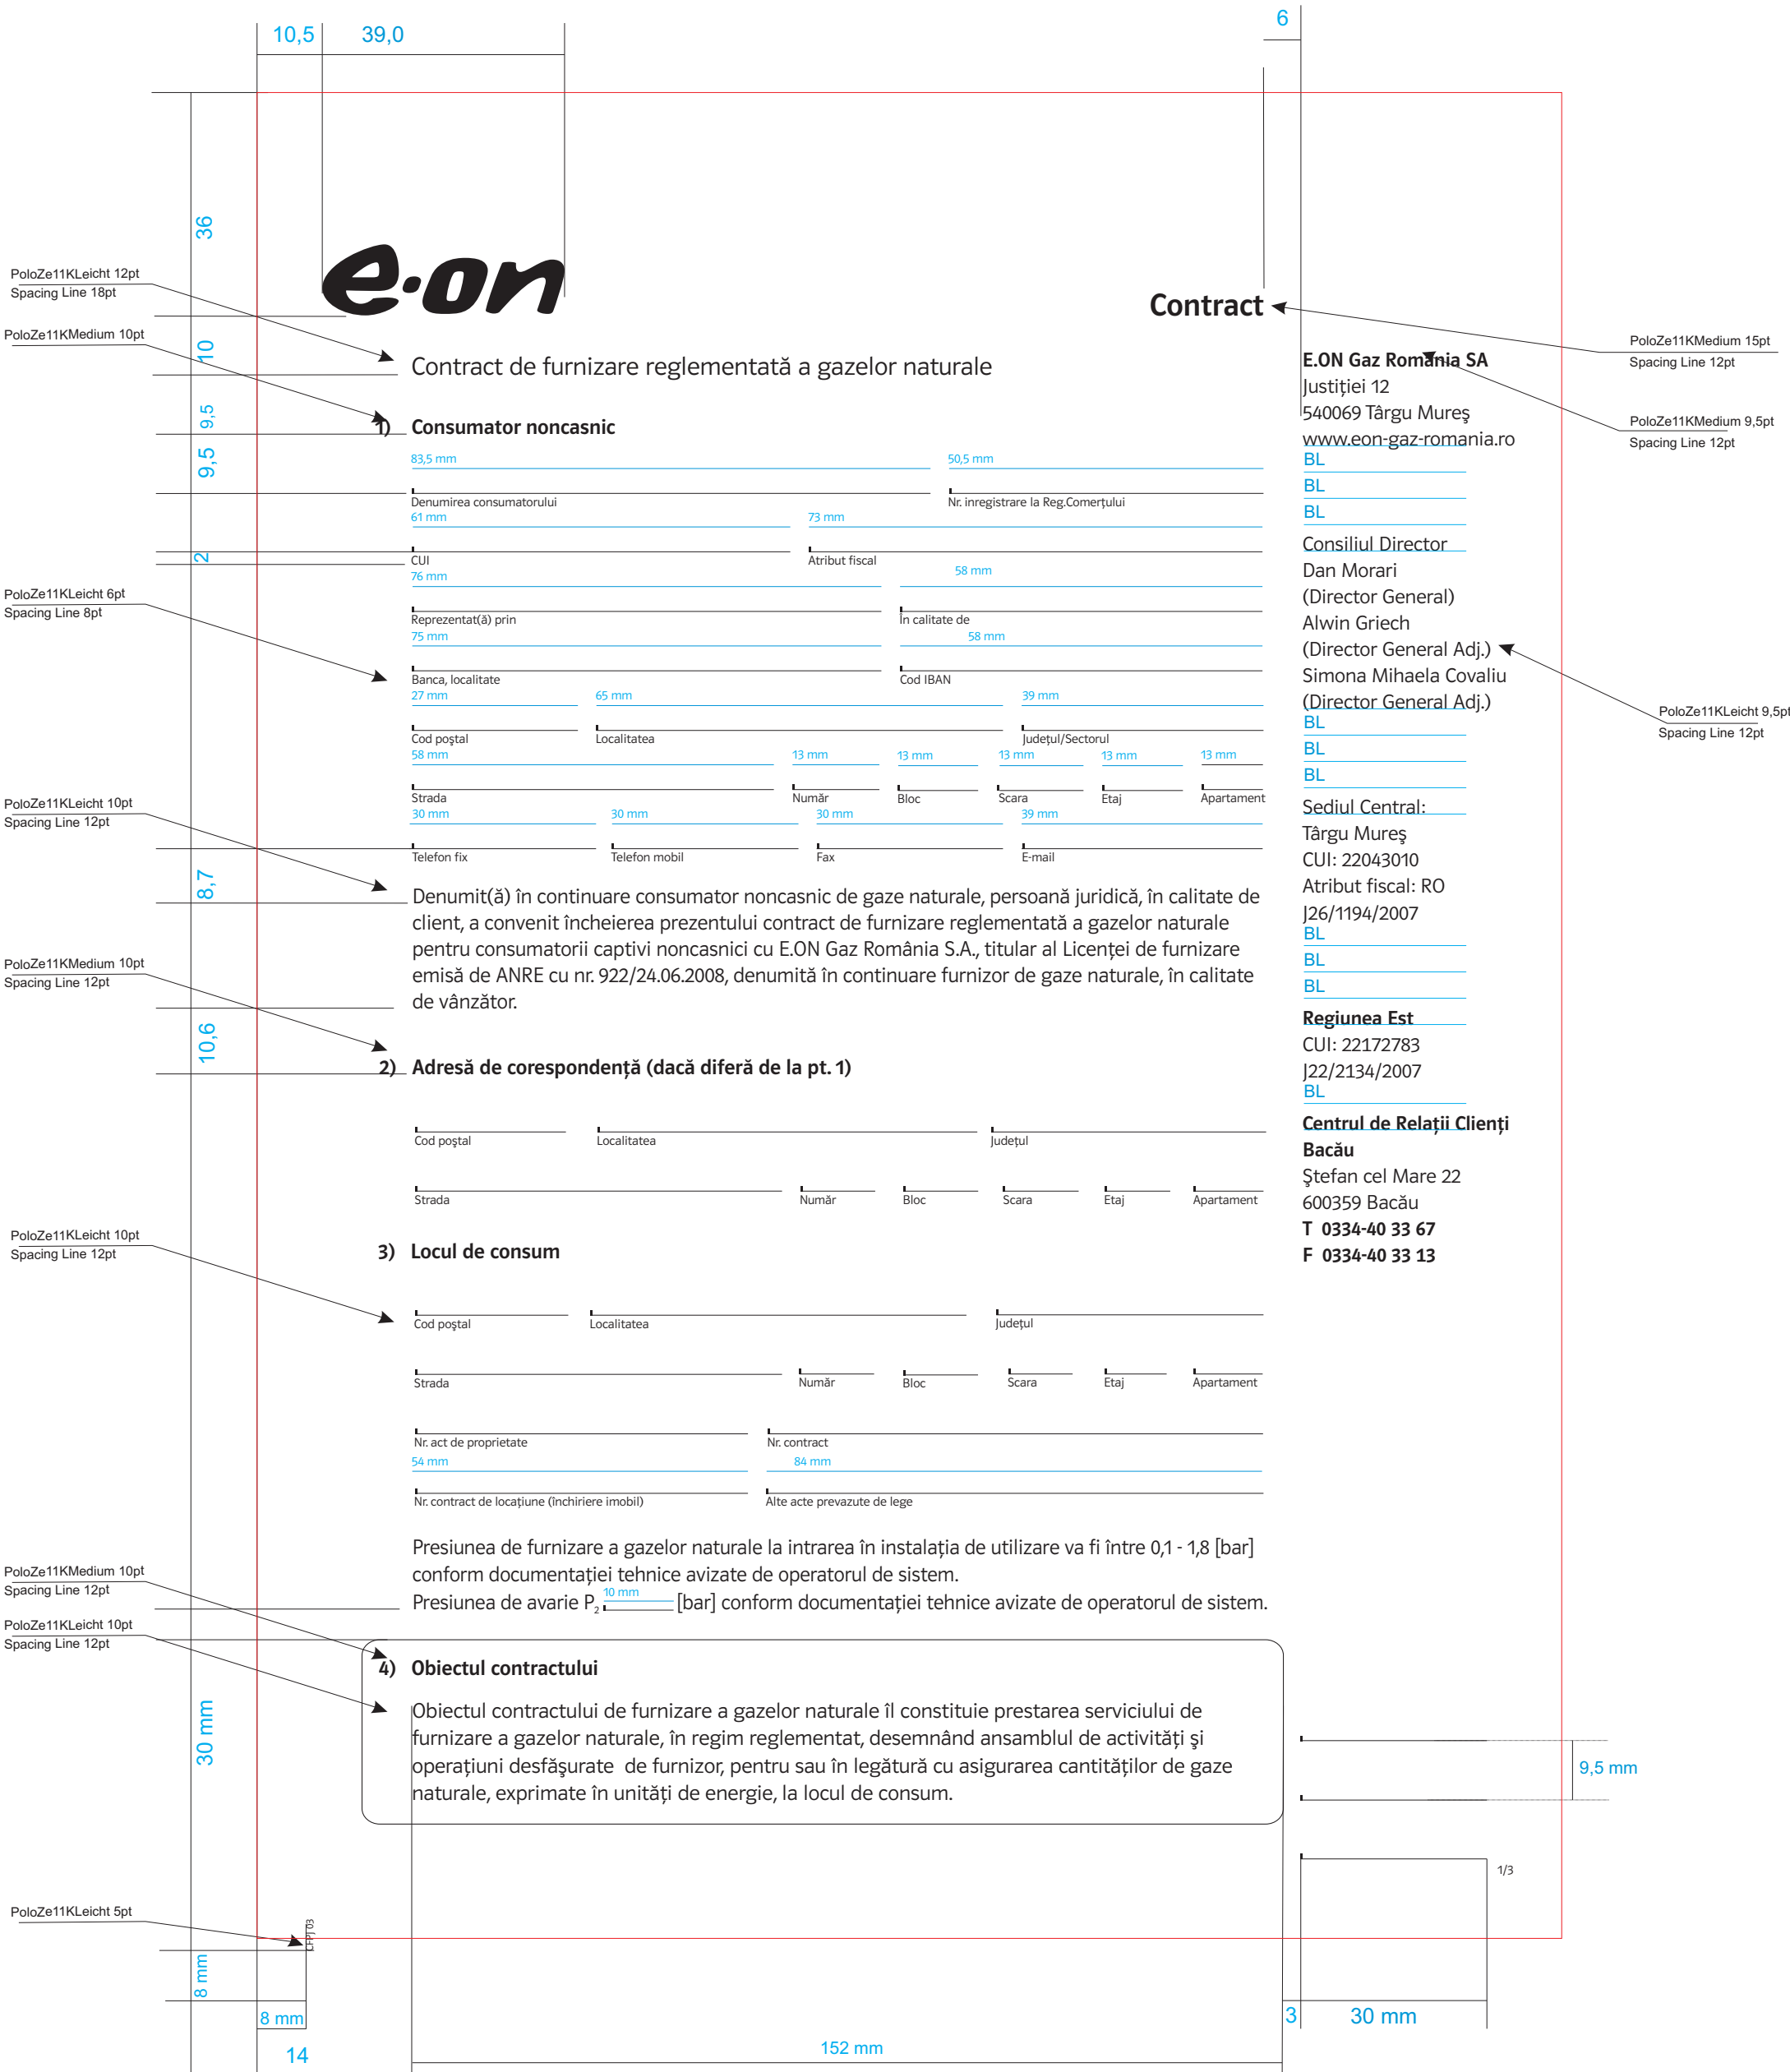 10,5
39,0
6
36
e·on
PoloZe11KLeicht 12pt
Spacing Line 18pt
Contract
PoloZe11KMedium 10pt
10
PoloZe11KMedium 15pt
Spacing Line 12pt
Contract de furnizare reglementată a gazelor naturale
9,5
PoloZe11KMedium 9,5pt
Spacing Line 12pt
1) Consumator noncasnic
9,5
83,5 mm
50,5 mm
Denumirea consumatorului
Nr. inregistrare la Reg.Comerţului
61 mm
73 mm
2
CUI
Atribut fiscal
76 mm
58 mm
PoloZe11KLeicht 6pt
Spacing Line 8pt
Reprezentat(ă) prin
În calitate de
75 mm
58 mm
Banca, localitate
Cod IBAN
27 mm
65 mm
39 mm
Cod poştal
Localitatea
Judeţul/Sectorul
58 mm
13 mm
13 mm
13 mm
13 mm
13 mm
Strada
Număr
Bloc
Scara
Etaj
Apartament
PoloZe11KLeicht 10pt
Spacing Line 12pt
30 mm
30 mm
30 mm
39 mm
Telefon fix
Telefon mobil
Fax
E-mail
8,7
Denumit(ă) în continuare consumator noncasnic de gaze naturale, persoană juridică, în calitate de
client, a convenit încheierea prezentului contract de furnizare reglementată a gazelor naturale
pentru consumatorii captivi noncasnici cu E.ON Gaz România S.A., titular al Licenţei de furnizare
emisă de ANRE cu nr. 922/24.06.2008, denumită în continuare furnizor de gaze naturale, în calitate
de vânzător.
PoloZe11KMedium 10pt
Spacing Line 12pt
10,6
2) Adresă de corespondenţă (dacă diferă de la pt. 1)
Cod poştal
Localitatea
Judeţul
Strada
Număr
Bloc
Scara
Etaj
Apartament
PoloZe11KLeicht 10pt
Spacing Line 12pt
3) Locul de consum
Cod poştal
Localitatea
Judeţul
Strada
Număr
Bloc
Scara
Etaj
Apartament
Nr. act de proprietate
Nr. contract
54 mm
84 mm
Nr. contract de locaţiune (închiriere imobil)
Alte acte prevazute de lege
Presiunea de furnizare a gazelor naturale la intrarea în instalaţia de utilizare va fi între 0,1 - 1,8 [bar]
conform documentaţiei tehnice avizate de operatorul de sistem.
10 mm
Presiunea de avarie P₂ [bar] conform documentaţiei tehnice avizate de operatorul de sistem.
PoloZe11KMedium 10pt
Spacing Line 12pt
PoloZe11KLeicht 10pt
Spacing Line 12pt
4) Obiectul contractului
Obiectul contractului de furnizare a gazelor naturale îl constituie prestarea serviciului de
furnizare a gazelor naturale, în regim reglementat, desemnând ansamblul de activităţi şi
operaţiuni desfăşurate de furnizor, pentru sau în legătură cu asigurarea cantităţilor de gaze
naturale, exprimate în unităţi de energie, la locul de consum.
30 mm
E.ON Gaz România SA
Justiţiei 12
540069 Târgu Mureş
www.eon-gaz-romania.ro
BL
BL
BL
Consiliul Director
Dan Morari
(Director General)
Alwin Griech
(Director General Adj.)
Simona Mihaela Covaliu
(Director General Adj.)
PoloZe11KLeicht 9,5pt
Spacing Line 12pt
BL
BL
BL
Sediul Central:
Târgu Mureş
CUI: 22043010
Atribut fiscal: RO
J26/1194/2007
BL
BL
BL
Regiunea Est
CUI: 22172783
J22/2134/2007
BL
Centrul de Relaţii Clienţi
Bacău
Ştefan cel Mare 22
600359 Bacău
T 0334-40 33 67
F 0334-40 33 13
9,5 mm
1/3
PoloZe11KLeicht 5pt
CFPJ 03
8 mm
8 mm
14
152 mm
3
30 mm